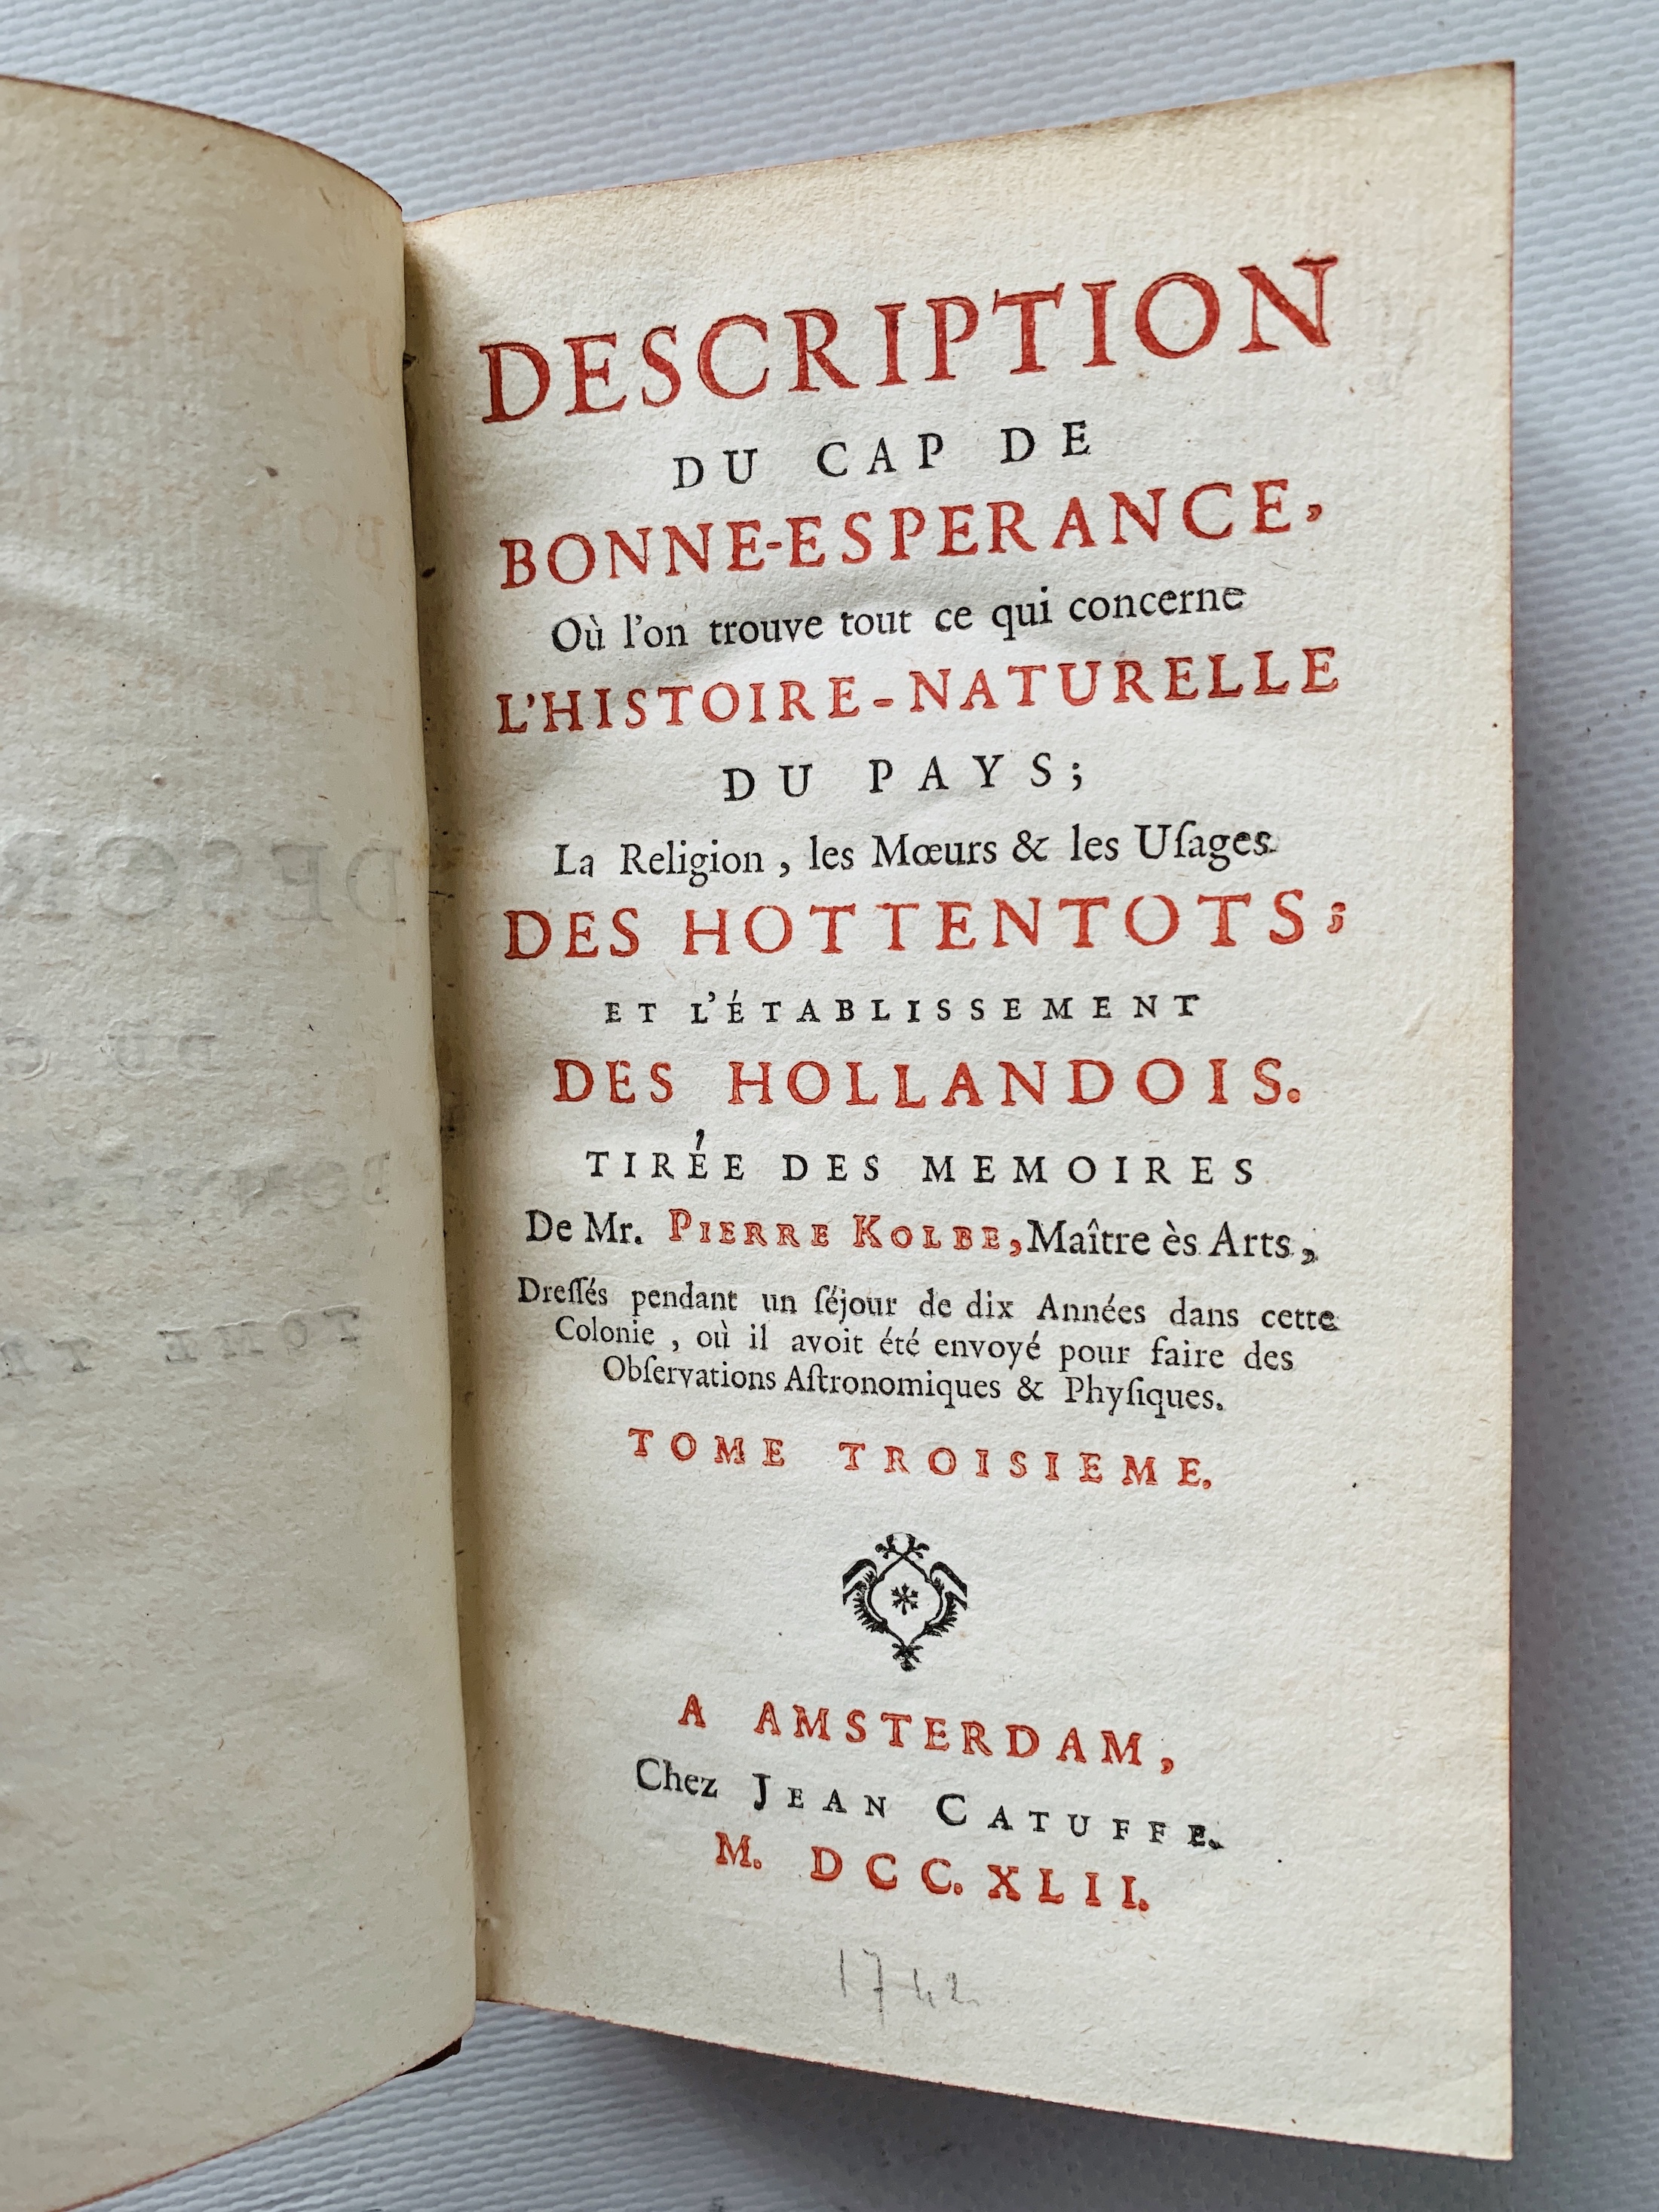 DESCRIPTION
DU CAP DE
BONNE-ESPERANCE,
Où l'on trouve tout ce qui concerne
L'HISTOIRE-NATURELLE
DU PAYS;
La Religion, les Mœurs & les Uſages
DES HOTTENTOTS;
ET L'ÉTABLISSEMENT
DES HOLLANDOIS.
TIRÉE DES MEMOIRES
De Mr. PIERRE KOLBE, Maître ès Arts,
Dreſſés pendant un ſéjour de dix Années dans cette
Colonie, où il avoit été envoyé pour faire des
Obſervations Aſtronomiques & Phyſiques.
TOME TROISIEME.
A AMSTERDAM,
Chez JEAN CATUFFE.
M. DCC. XLII.
1742